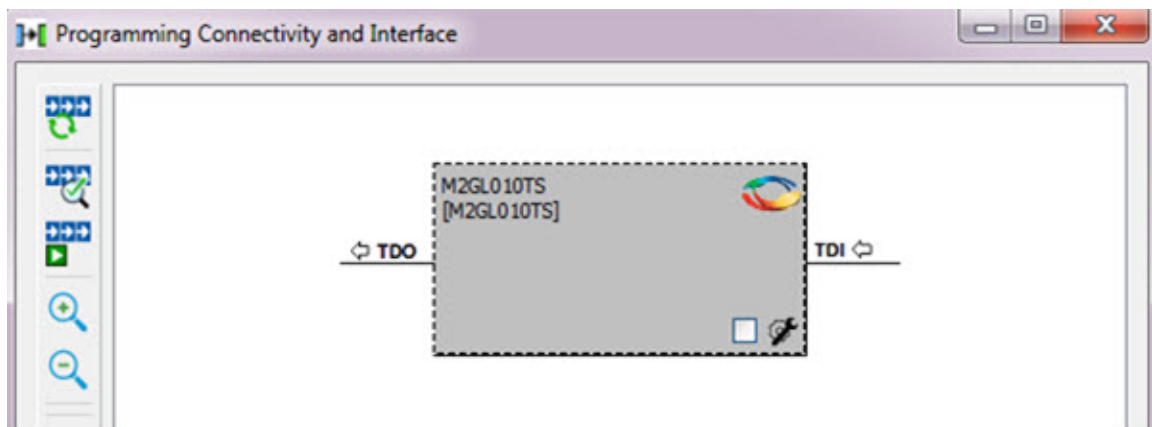 Programming Connectivity and Interface
M2GL010TS
[M2GL010TS]
TDO
TDI